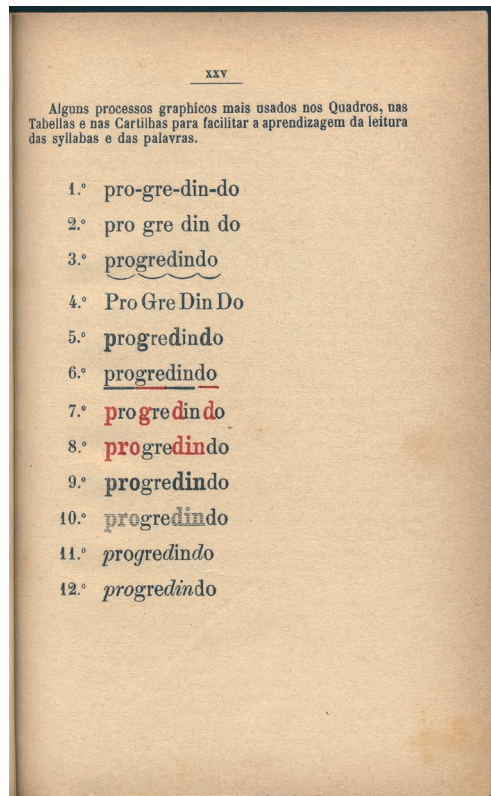 xxv
Alguns processos graphicos mais usados nos Quadros, nas
Tabellas e nas Cartilhas para facilitar a aprendizagem da leitura
das syllabas e das palavras.
1.º pro-gre-din-do
2.º pro gre din do
3.º progredindo
4.º Pro Gre Din Do
5.º progredindo
6.º progredindo
7.º progredindo
8.º progredindo
9.º progredindo
10.º progredindo
11.º progredindo
12.º progredindo